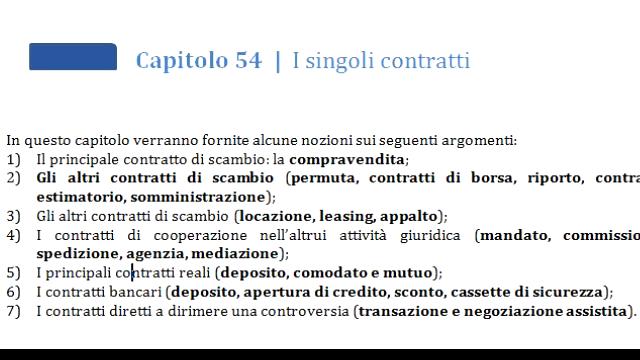 Capitolo 54 | I singoli contratti
In questo capitolo verranno fornite alcune nozioni sui seguenti argomenti:
1) Il principale contratto di scambio: la compravendita;
2) Gli altri contratti di scambio (permuta, contratti di borsa, riporto, contra
estimatorio, somministrazione);
3) Gli altri contratti di scambio (locazione, leasing, appalto);
4) I contratti di cooperazione nell'altrui attività giuridica (mandato, commissio
spedizione, agenzia, mediazione);
5) I principali contratti reali (deposito, comodato e mutuo);
6) I contratti bancari (deposito, apertura di credito, sconto, cassette di sicurezza);
7) I contratti diretti a dirimere una controversia (transazione e negoziazione assistita).